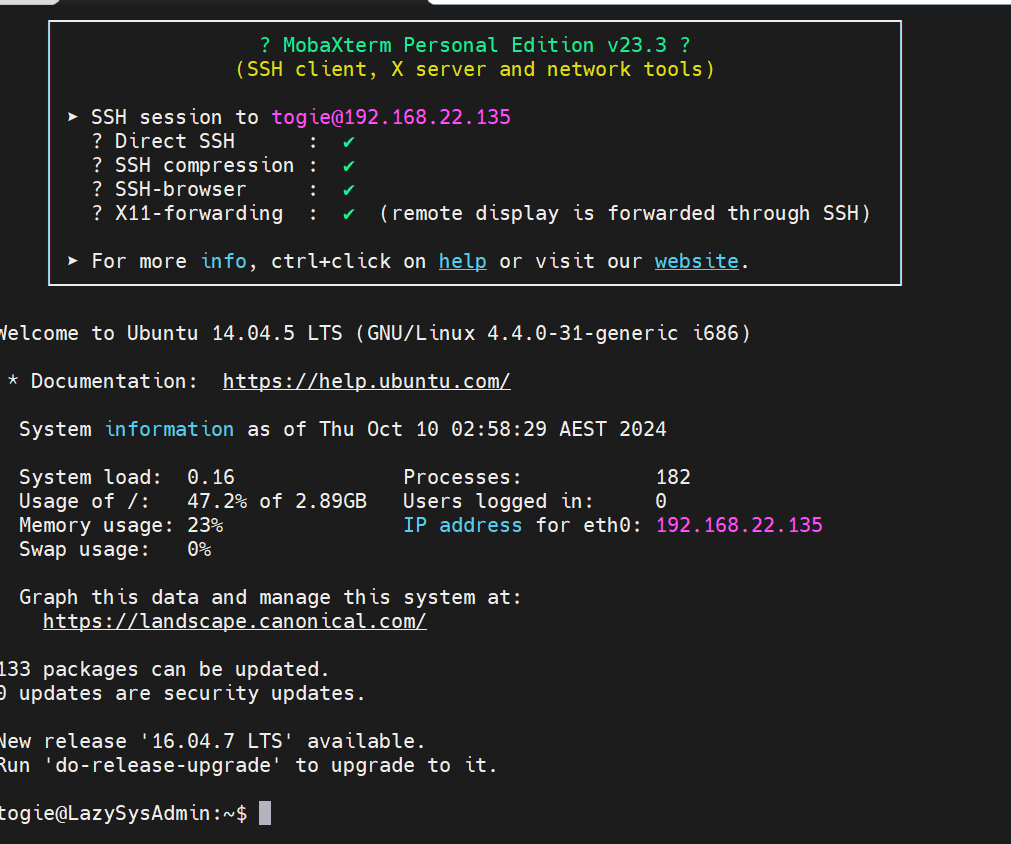 ? MobaXterm Personal Edition v23.3 ?
(SSH client, X server and network tools)
➤ SSH session to togie@192.168.22.135
? Direct SSH : ✔
? SSH compression : ✔
? SSH-browser : ✔
? X11-forwarding : ✔ (remote display is forwarded through SSH)
➤ For more info, ctrl+click on help or visit our website.
Welcome to Ubuntu 14.04.5 LTS (GNU/Linux 4.4.0-31-generic i686)
* Documentation: https://help.ubuntu.com/
System information as of Thu Oct 10 02:58:29 AEST 2024
System load: 0.16 Processes: 182
Usage of /: 47.2% of 2.89GB Users logged in: 0
Memory usage: 23% IP address for eth0: 192.168.22.135
Swap usage: 0%
Graph this data and manage this system at:
https://landscape.canonical.com/
133 packages can be updated.
0 updates are security updates.
New release '16.04.7 LTS' available.
Run 'do-release-upgrade' to upgrade to it.
togie@LazySysAdmin:~$